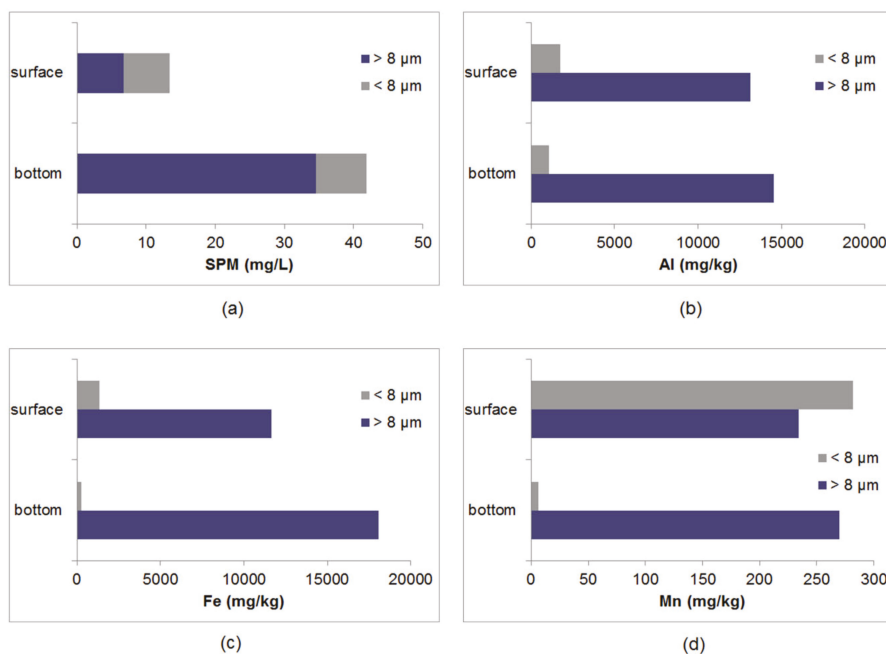 surface
bottom
> 8 µm
< 8 µm
0 10 20 30 40 50
SPM (mg/L)
(a)
surface
bottom
< 8 µm
> 8 µm
0 5000 10000 15000 20000
Al (mg/kg)
(b)
surface
bottom
< 8 µm
> 8 µm
0 5000 10000 15000 20000
Fe (mg/kg)
(c)
surface
bottom
< 8 µm
> 8 µm
0 50 100 150 200 250 300
Mn (mg/kg)
(d)